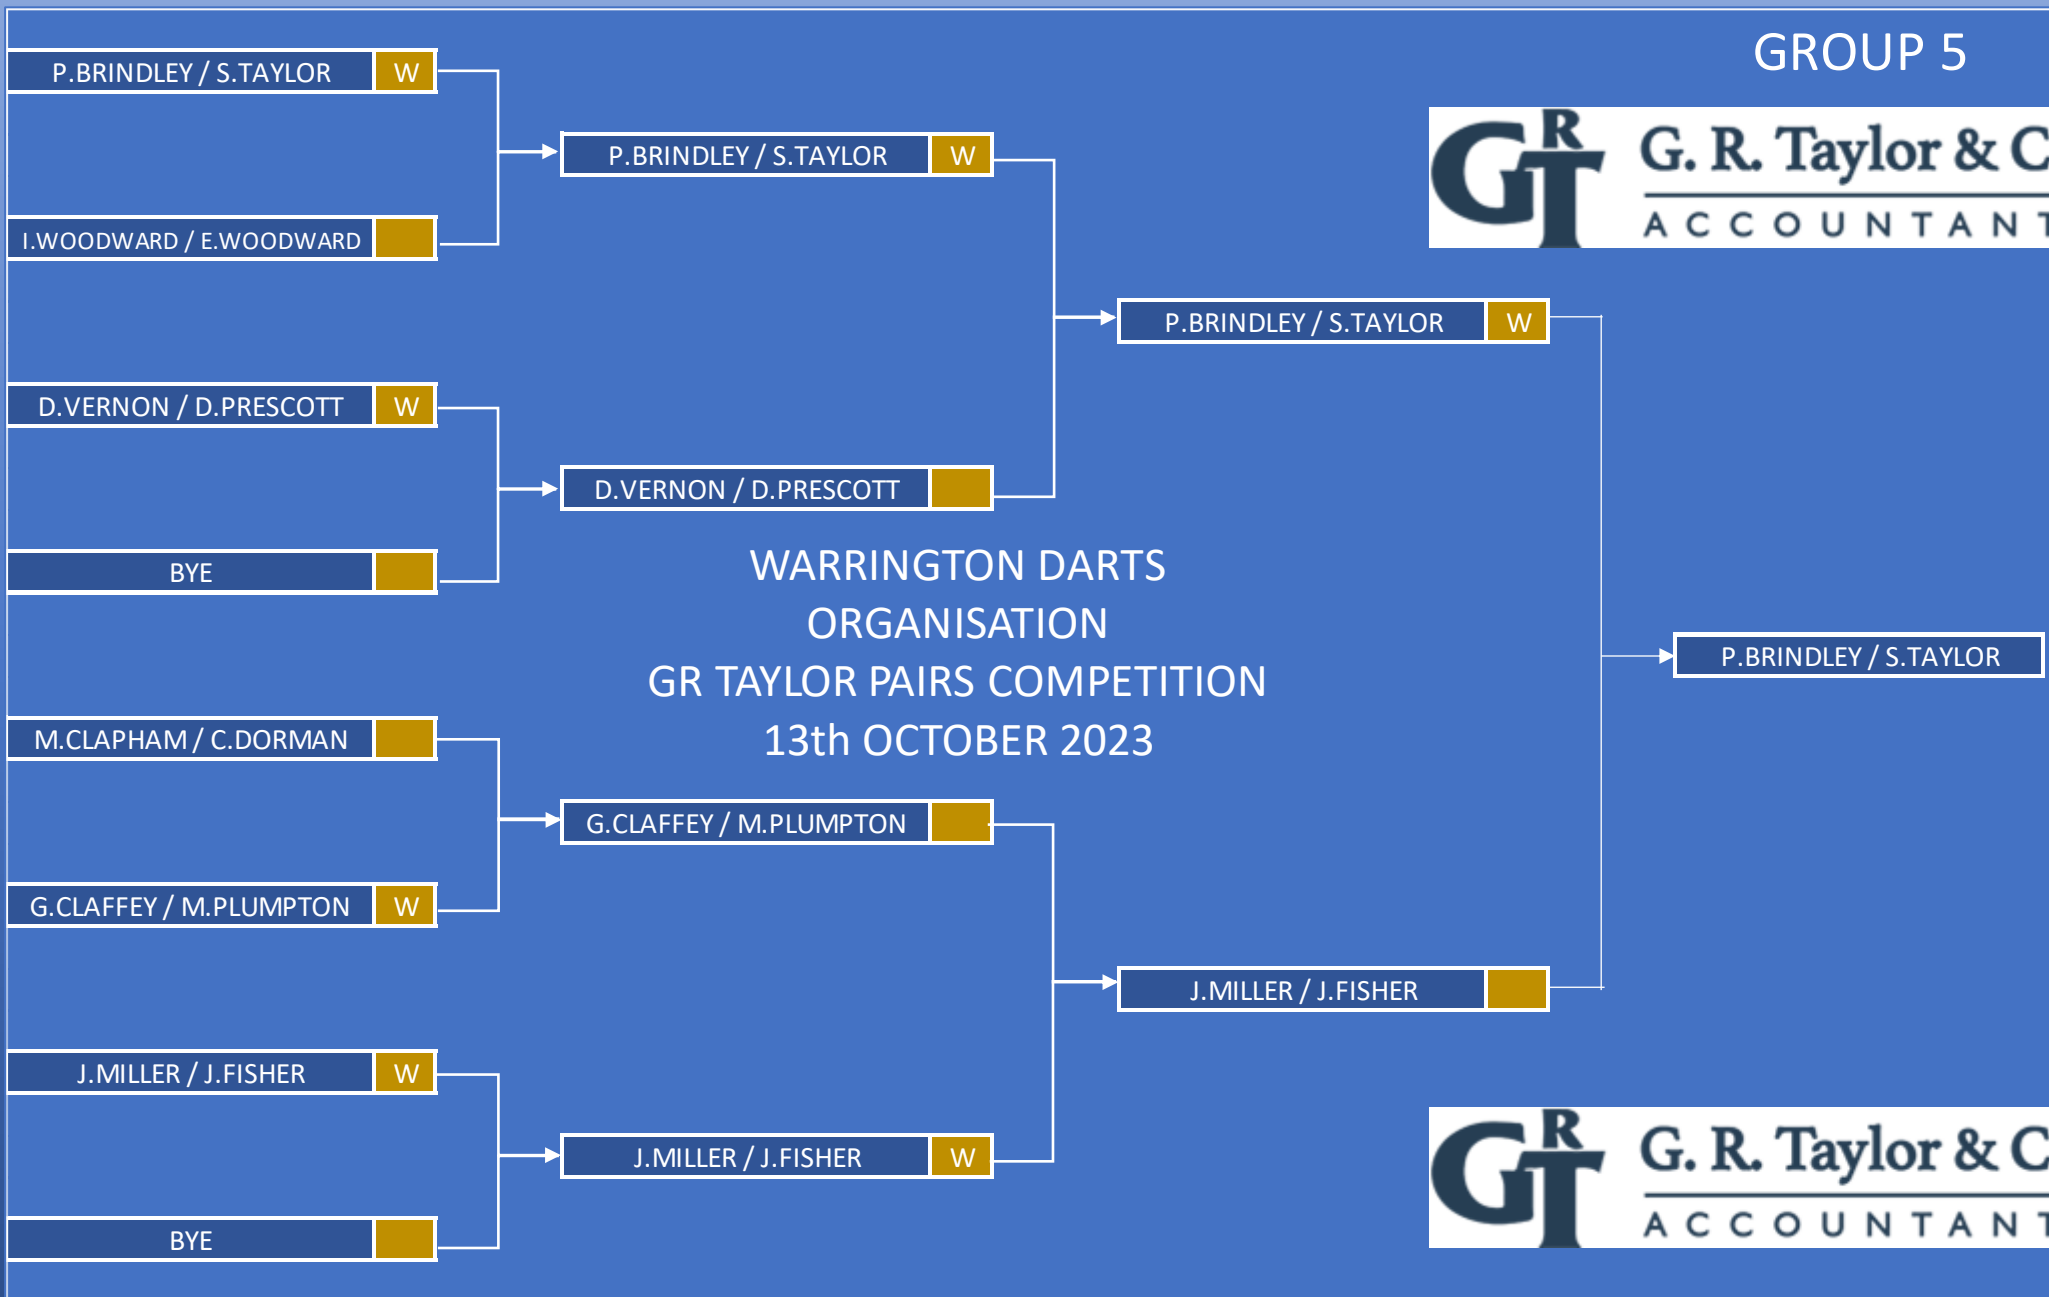 GROUP 5
P.BRINDLEY / S.TAYLOR W
P.BRINDLEY / S.TAYLOR W
I.WOODWARD / E.WOODWARD
GRT G. R. Taylor & C
ACCOUNTANT
P.BRINDLEY / S.TAYLOR W
D.VERNON / D.PRESCOTT W
D.VERNON / D.PRESCOTT
BYE
WARRINGTON DARTS
ORGANISATION
GR TAYLOR PAIRS COMPETITION
13th OCTOBER 2023
P.BRINDLEY / S.TAYLOR
M.CLAPHAM / C.DORMAN
G.CLAFFEY / M.PLUMPTON
G.CLAFFEY / M.PLUMPTON W
J.MILLER / J.FISHER
J.MILLER / J.FISHER W
J.MILLER / J.FISHER W
BYE
GRT G. R. Taylor & C
ACCOUNTANT